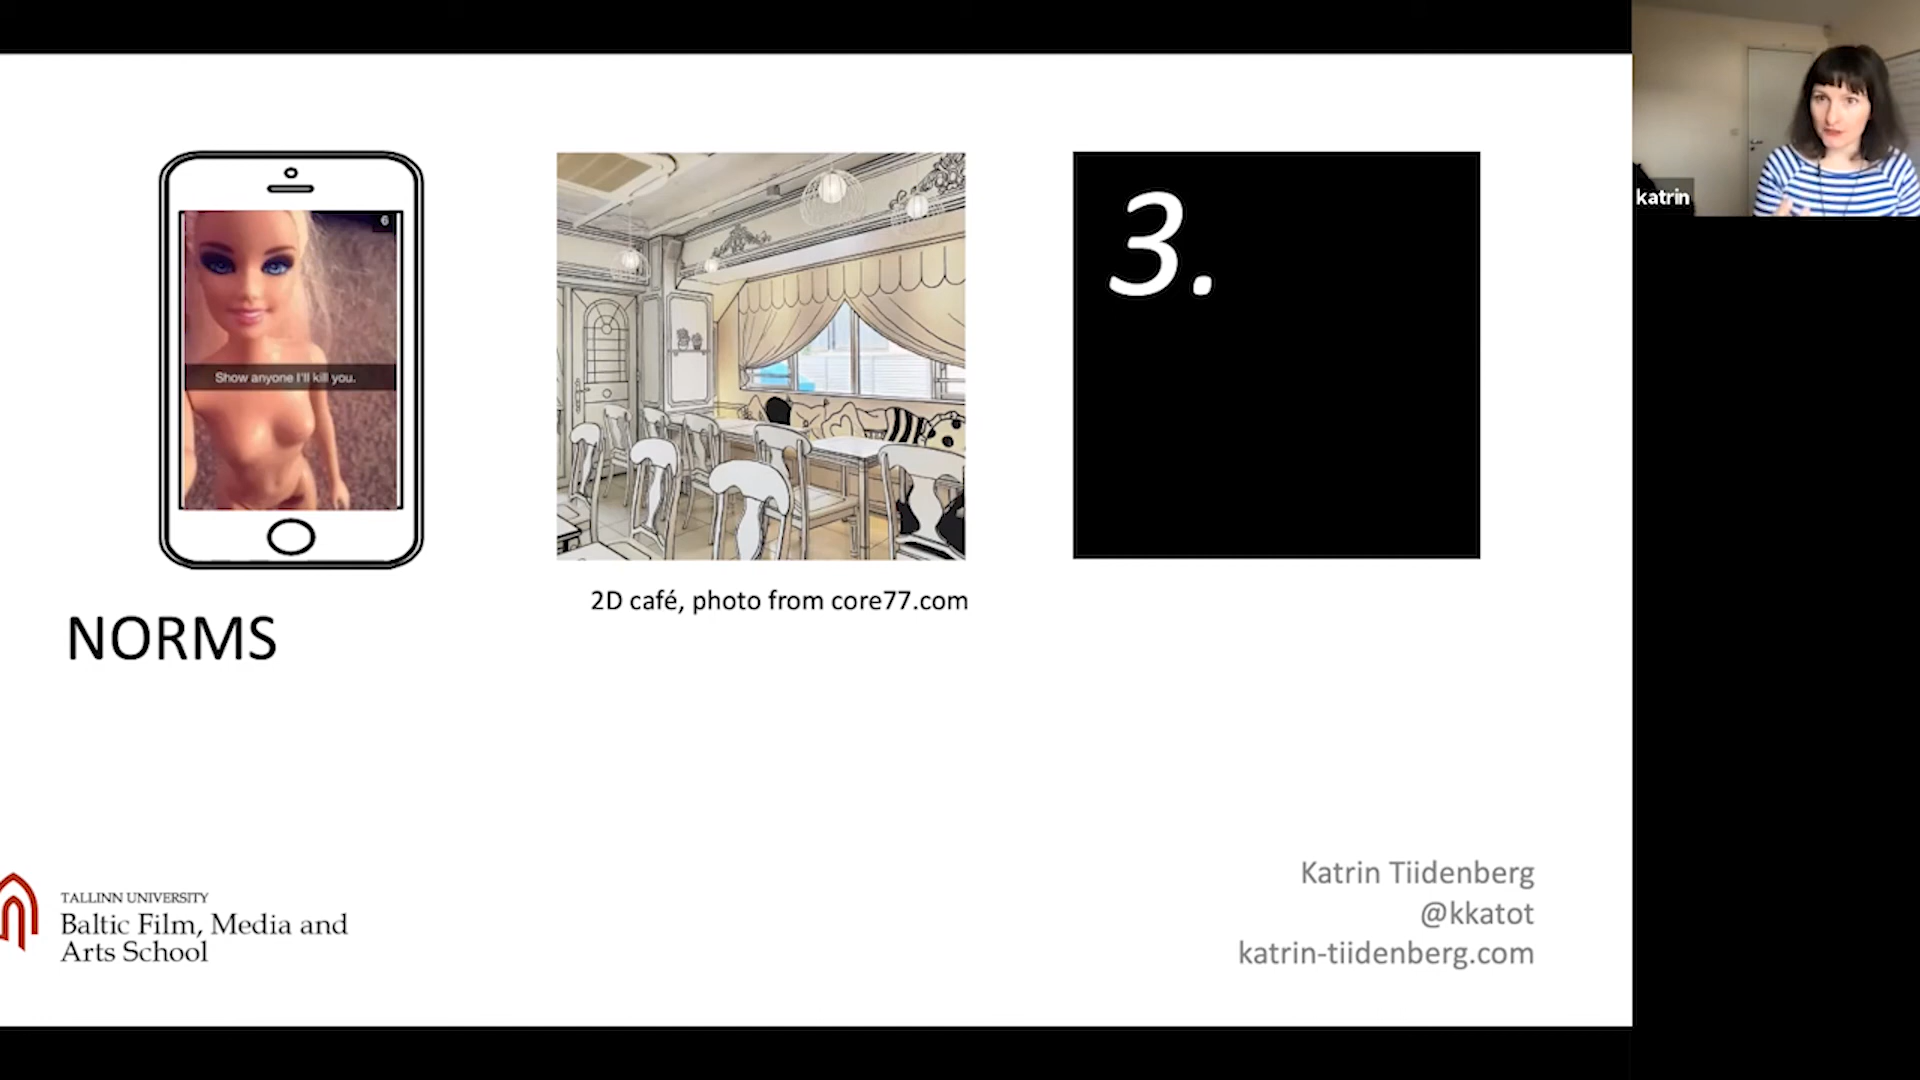 6
Show anyone I'll kill you.
3.
katrin
2D café, photo from core77.com
NORMS
Katrin Tiidenberg
@kkatot
katrin-tiidenberg.com
TALLINN UNIVERSITY
Baltic Film, Media and
Arts School